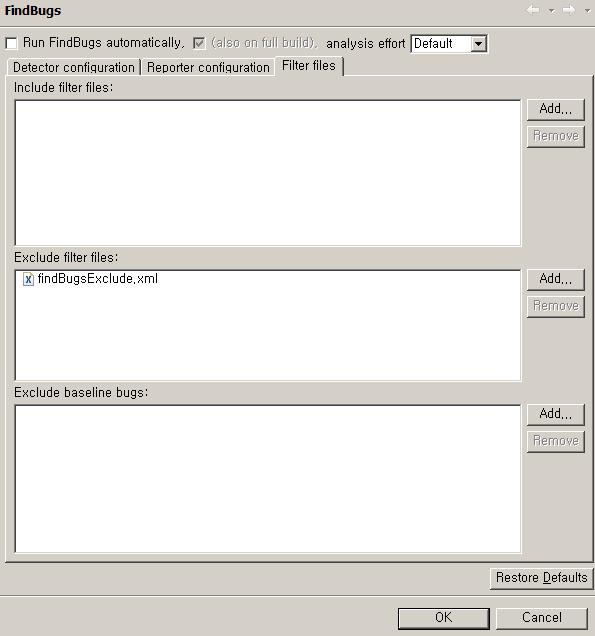 FindBugs
Run FindBugs automatically, (also on full build), analysis effort Default
Detector configuration Reporter configuration Filter files
Include filter files:
Add...
Remove
Exclude filter files:
findBugsExclude.xml
Add...
Remove
Exclude baseline bugs:
Add...
Remove
Restore Defaults
OK Cancel